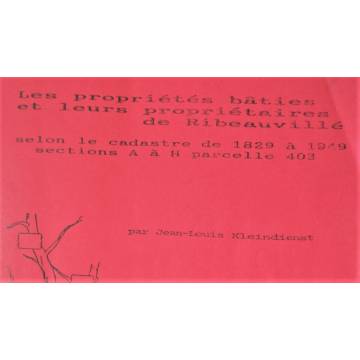 Les propriétés bâties
et leurs propriétaires
de Ribeauvillé
selon le cadastre de 1829 à 1949
sections A à H parcelle 403
par Jean-Louis Kleindienst